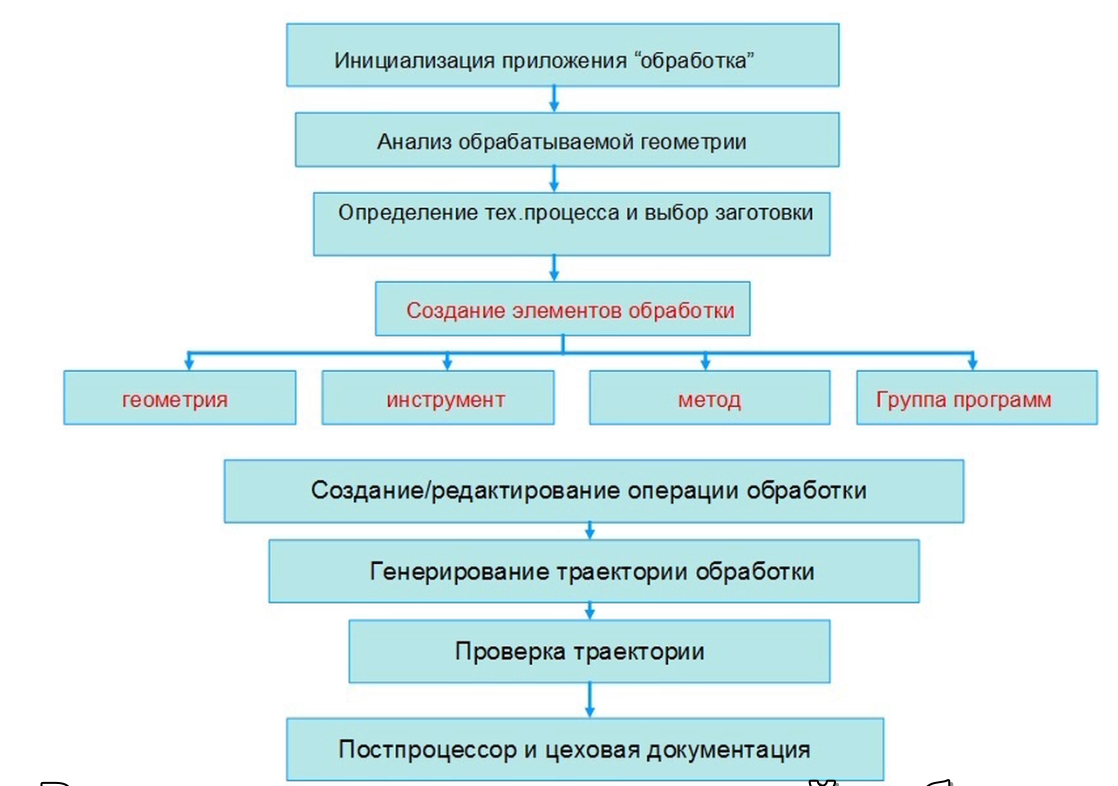 Инициализация приложения “обработка”
Анализ обрабатываемой геометрии
Определение тех.процесса и выбор заготовки
Создание элементов обработки
геометрия
инструмент
метод
Группа программ
Создание/редактирование операции обработки
Генерирование траектории обработки
Проверка траектории
Постпроцессор и цеховая документация